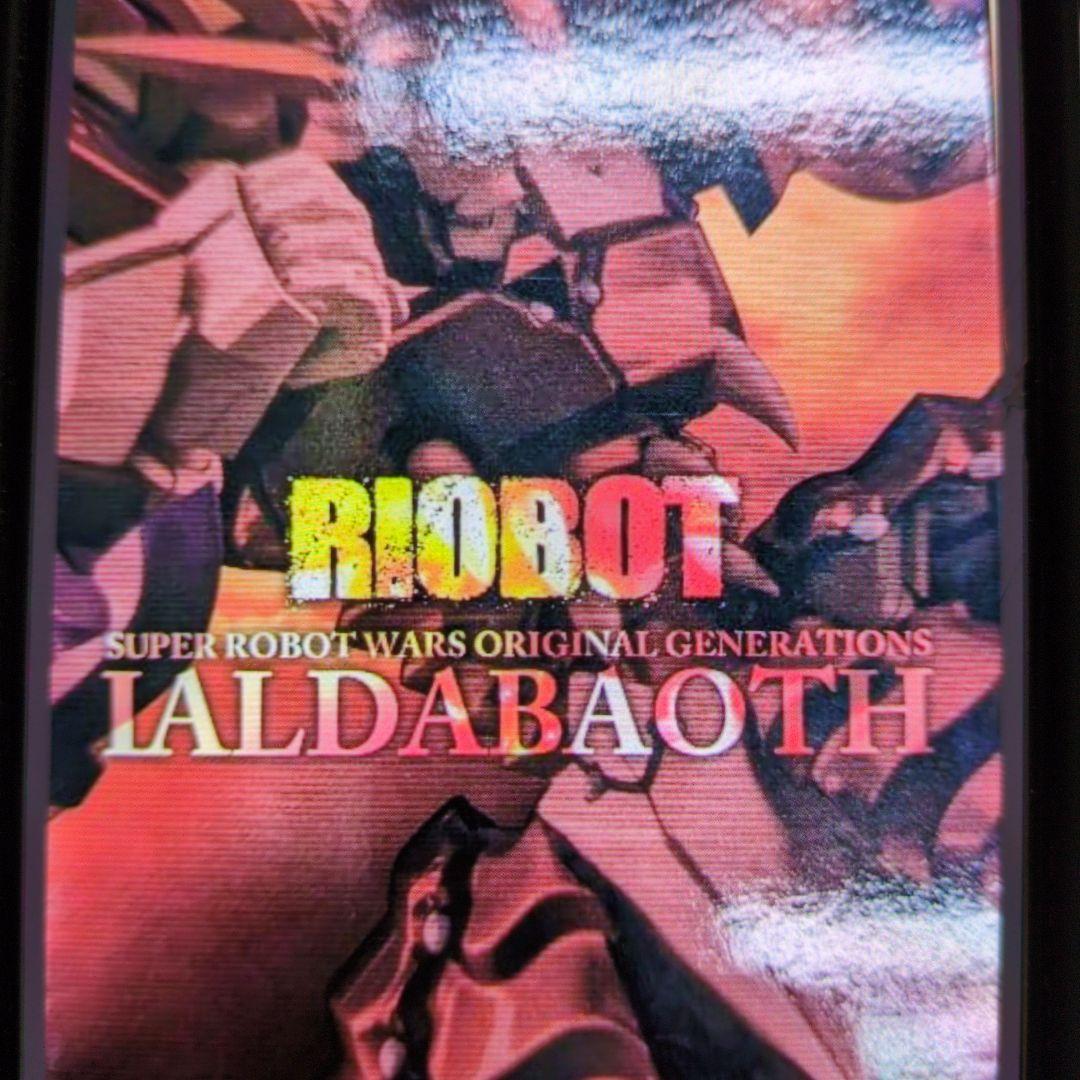 RIOBOT
SUPER ROBOT WARS ORIGINAL GENERATIONS
IALDABAOTH